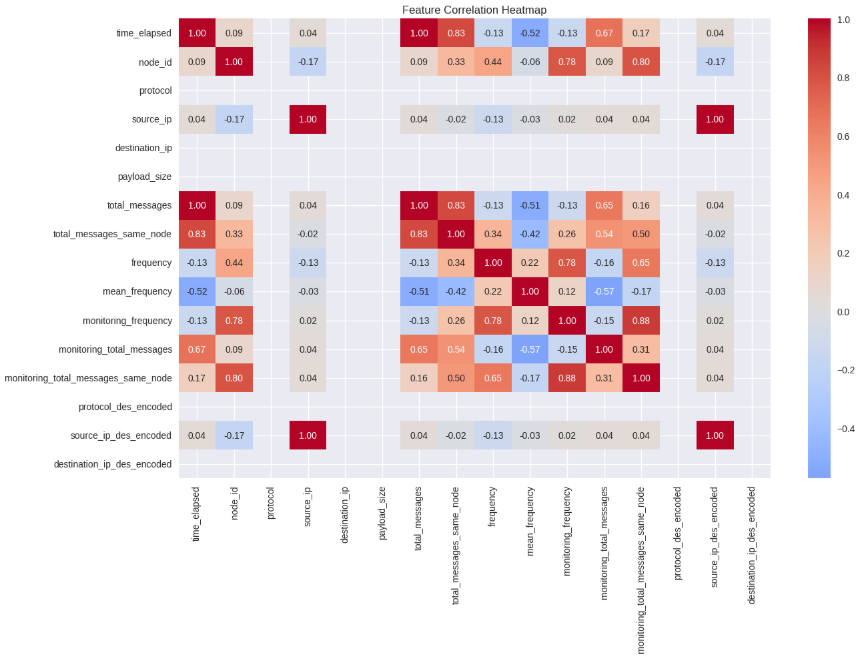 Feature Correlation Heatmap
time_elapsed 1.00 0.09 0.04 1.00 0.83 -0.13 -0.52 -0.13 0.67 0.17 0.04
node_id 0.09 1.00 -0.17 0.09 0.33 0.44 -0.06 0.78 0.09 0.80 -0.17
protocol
source_ip 0.04 -0.17 1.00 0.04 -0.02 -0.13 -0.03 0.02 0.04 0.04 1.00
destination_ip
payload_size
total_messages 1.00 0.09 0.04 1.00 0.83 -0.13 -0.51 -0.13 0.65 0.16 0.04
total_messages_same_node 0.83 0.33 -0.02 0.83 1.00 0.34 -0.42 0.26 0.54 0.50 -0.02
frequency -0.13 0.44 -0.13 -0.13 0.34 1.00 0.22 0.78 -0.16 0.65 -0.13
mean_frequency -0.52 -0.06 -0.03 -0.51 -0.42 0.22 1.00 0.12 -0.57 -0.17 -0.03
monitoring_frequency -0.13 0.78 0.02 -0.13 0.26 0.78 0.12 1.00 -0.15 0.88 0.02
monitoring_total_messages 0.67 0.09 0.04 0.65 0.54 -0.16 -0.57 -0.15 1.00 0.31 0.04
monitoring_total_messages_same_node 0.17 0.80 0.04 0.16 0.50 0.65 -0.17 0.88 0.31 1.00 0.04
protocol_des_encoded
source_ip_des_encoded 0.04 -0.17 1.00 0.04 -0.02 -0.13 -0.03 0.02 0.04 0.04 1.00
destination_ip_des_encoded
time_elapsed
node_id
protocol
source_ip
destination_ip
payload_size
total_messages
total_messages_same_node
frequency
mean_frequency
monitoring_frequency
monitoring_total_messages
monitoring_total_messages_same_node
protocol_des_encoded
source_ip_des_encoded
destination_ip_des_encoded
1.0
0.8
0.6
0.4
0.2
0.0
−0.2
−0.4